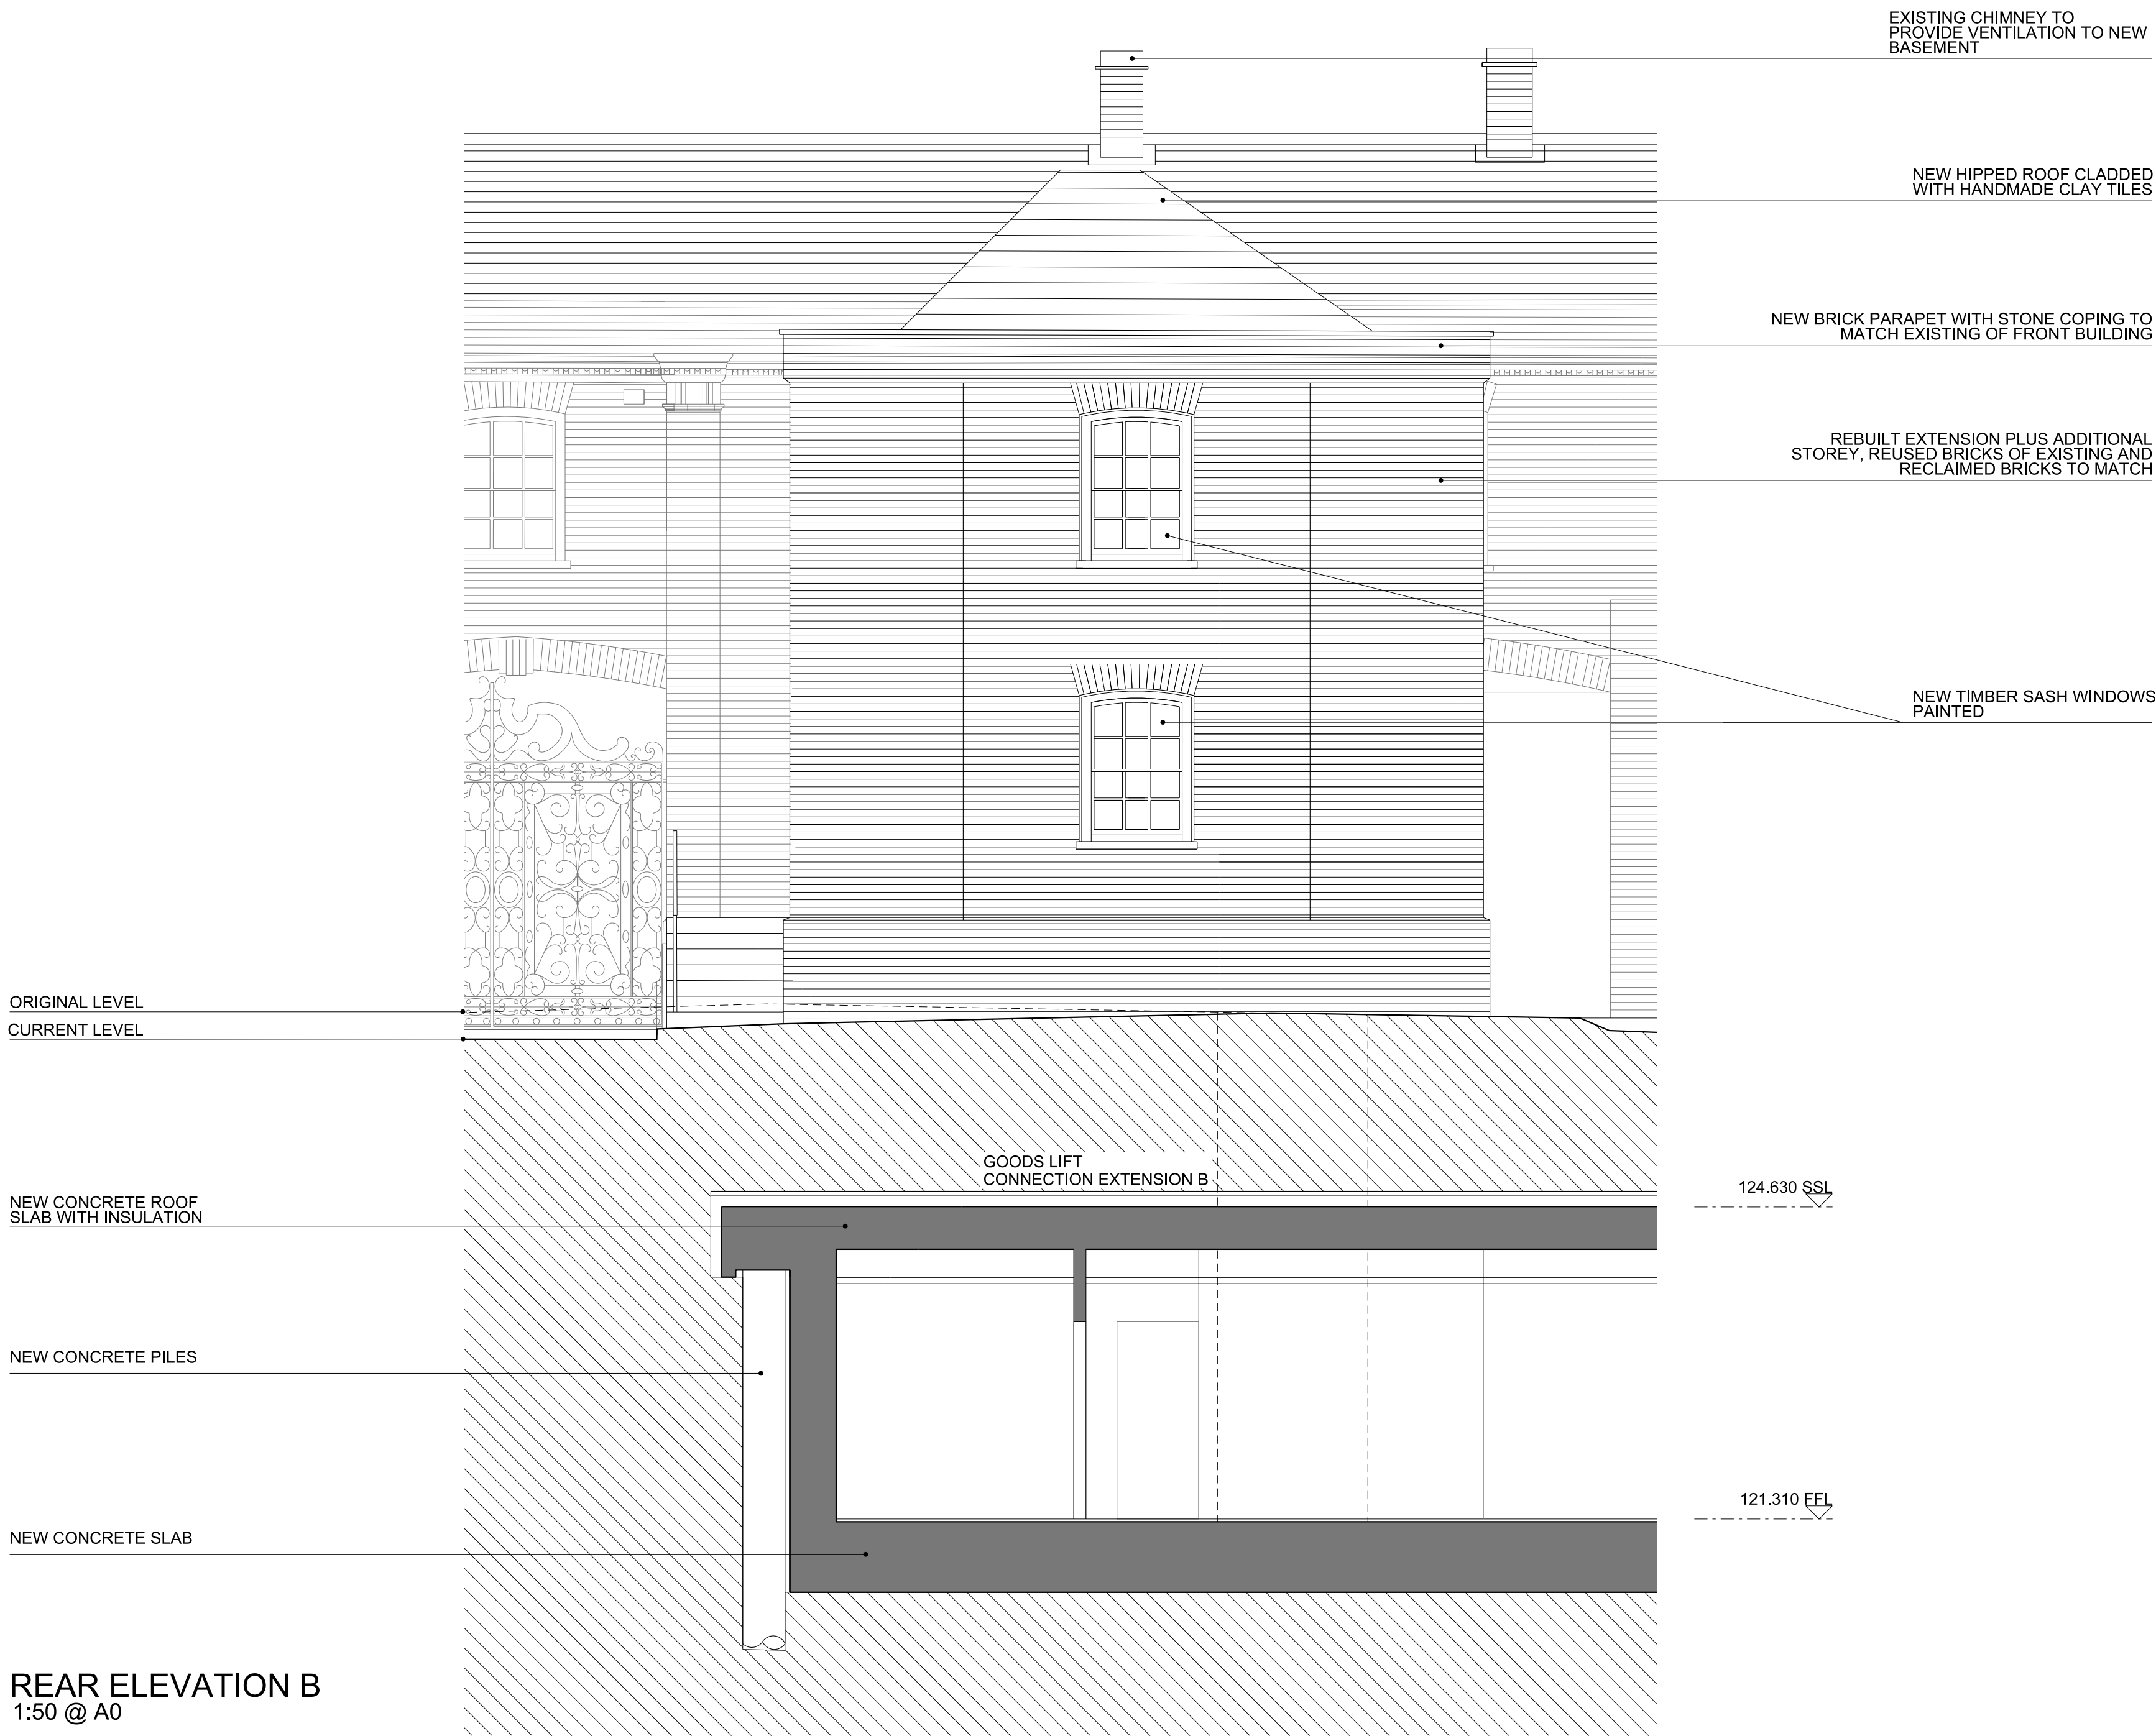 EXISTING CHIMNEY TO
PROVIDE VENTILATION TO NEW
BASEMENT
NEW HIPPED ROOF CLADDED
WITH HANDMADE CLAY TILES
NEW BRICK PARAPET WITH STONE COPING TO
MATCH EXISTING OF FRONT BUILDING
REBUILT EXTENSION PLUS ADDITIONAL
STOREY, REUSED BRICKS OF EXISTING AND
RECLAIMED BRICKS TO MATCH
NEW TIMBER SASH WINDOWS
PAINTED
ORIGINAL LEVEL
CURRENT LEVEL
GOODS LIFT
CONNECTION EXTENSION B
124.630 SSL
NEW CONCRETE ROOF
SLAB WITH INSULATION
NEW CONCRETE PILES
121.310 FFL
NEW CONCRETE SLAB
REAR ELEVATION B
1:50 @ A0